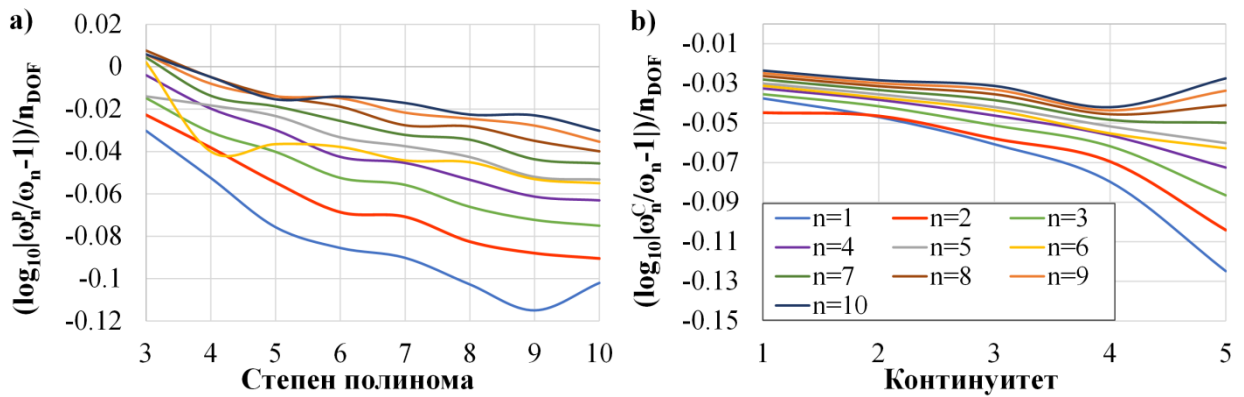 a)
(log₁₀|ωₙᵖ/ωₙ-1|)/n_DOF
0.02
0
-0.02
-0.04
-0.06
-0.08
-0.1
-0.12
3 4 5 6 7 8 9 10
Степен полинома
b)
(log₁₀|ωₙᶜ/ωₙ-1|)/n_DOF
-0.01
-0.03
-0.05
-0.07
-0.09
-0.11
-0.13
-0.15
n=1 n=2 n=3
n=4 n=5 n=6
n=7 n=8 n=9
n=10
1 2 3 4 5
Континуитет